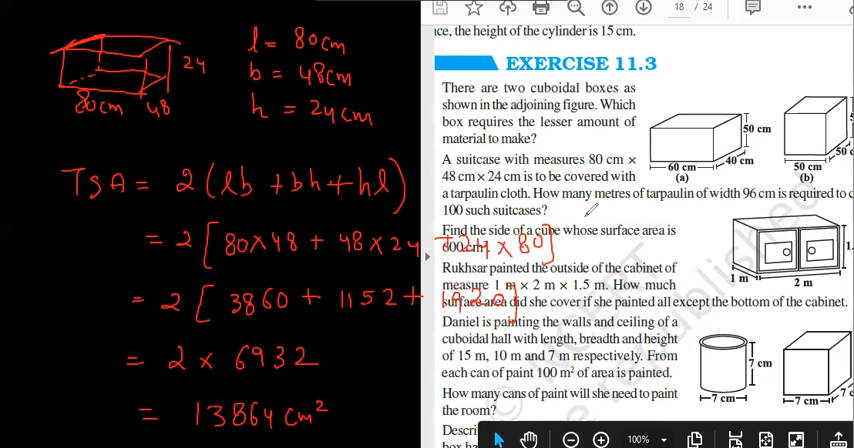 l = 80cm
b = 48cm
h = 24cm
24
80cm 48
TSA = 2(lb + bh + hl)
= 2[80×48 + 48×24 + 24×80]
= 2[3860 + 1152 + 1920]
= 2 × 6932
= 13864 cm²
18 / 24
ice, the height of the cylinder is 15 cm.
EXERCISE 11.3
There are two cuboidal boxes as
shown in the adjoining figure. Which
box requires the lesser amount of
material to make?
50 cm
60 cm
40 cm
(a)
50 cm
50 c
(b)
A suitcase with measures 80 cm ×
48 cm × 24 cm is to be covered with
a tarpaulin cloth. How many metres of tarpaulin of width 96 cm is required to c
100 such suitcases?
Find the side of a cube whose surface area is
600 cm
Rukhsar painted the outside of the cabinet of
measure 1 m × 2 m × 1.5 m. How much
surface area did she cover if she painted all except the bottom of the cabinet.
1 m
2 m
1.
Daniel is painting the walls and ceiling of a
cuboidal hall with length, breadth and height
of 15 m, 10 m and 7 m respectively. From
each can of paint 100 m² of area is painted.
How many cans of paint will she need to paint
the room?
7 cm
7 cm
7 cm
7 c
Descri
box ha
© NCERT
republished
100%